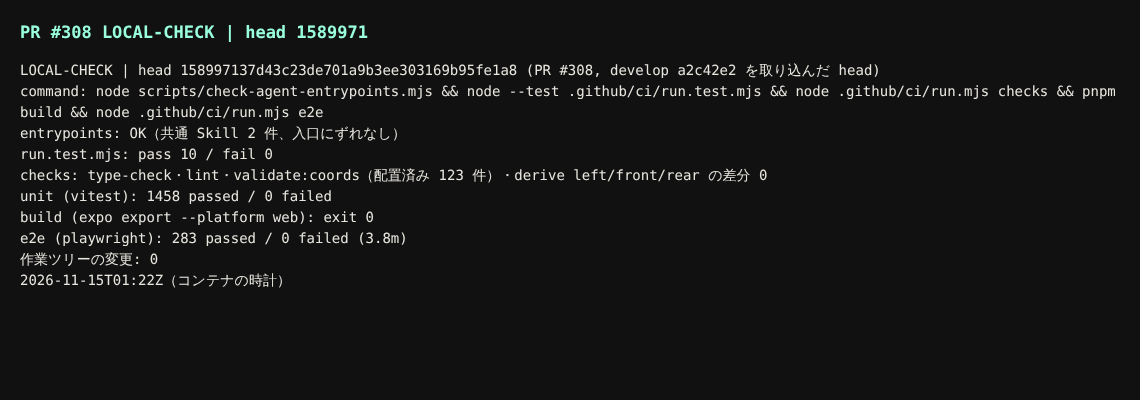 PR #308 LOCAL-CHECK | head 1589971
LOCAL-CHECK | head 158997137d43c23de701a9b3ee303169b95fe1a8 (PR #308, develop a2c42e2 を取り込んだ head)
command: node scripts/check-agent-entrypoints.mjs && node --test .github/ci/run.test.mjs && node .github/ci/run.mjs checks && pnpm
build && node .github/ci/run.mjs e2e
entrypoints: OK（共通 Skill 2 件、入口にずれなし）
run.test.mjs: pass 10 / fail 0
checks: type-check・lint・validate:coords（配置済み 123 件）・derive left/front/rear の差分 0
unit (vitest): 1458 passed / 0 failed
build (expo export --platform web): exit 0
e2e (playwright): 283 passed / 0 failed (3.8m)
作業ツリーの変更: 0
2026-11-15T01:22Z（コンテナの時計）